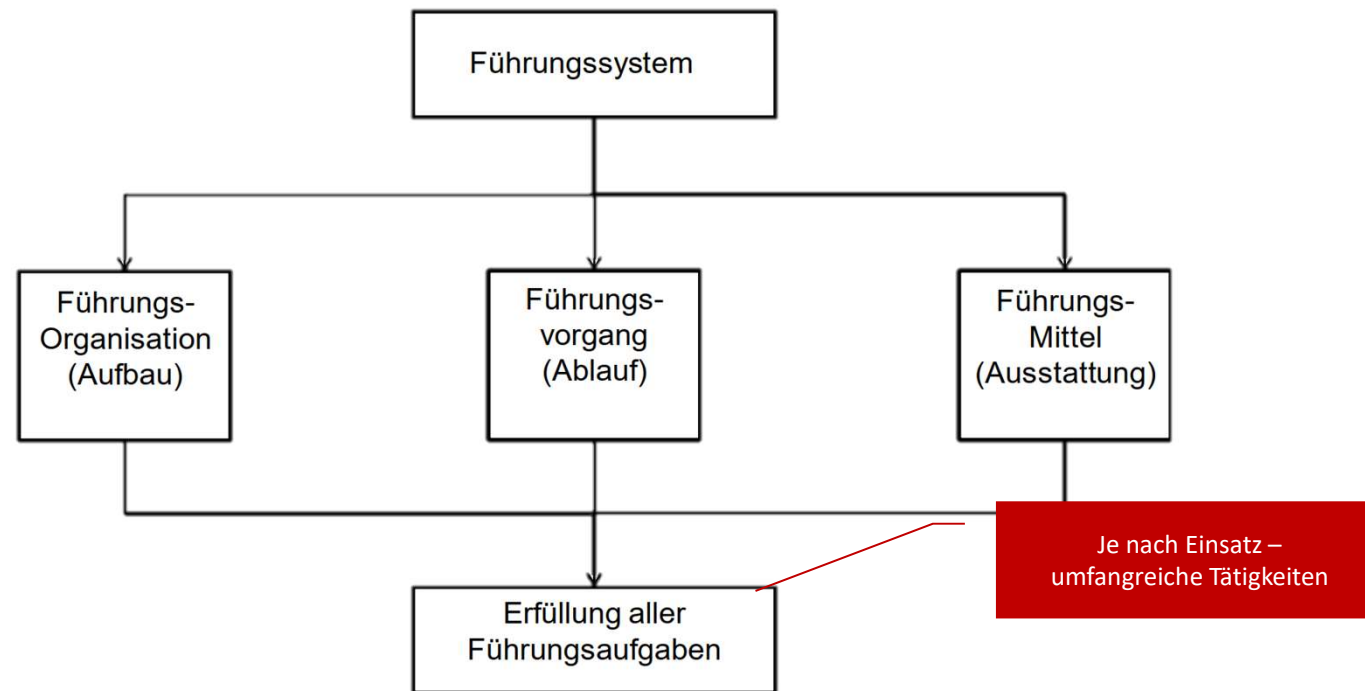 Führungssystem
Führungs-
Organisation
(Aufbau)
Führungs-
vorgang
(Ablauf)
Führungs-
Mittel
(Ausstattung)
Je nach Einsatz –
umfangreiche Tätigkeiten
Erfüllung aller
Führungsaufgaben